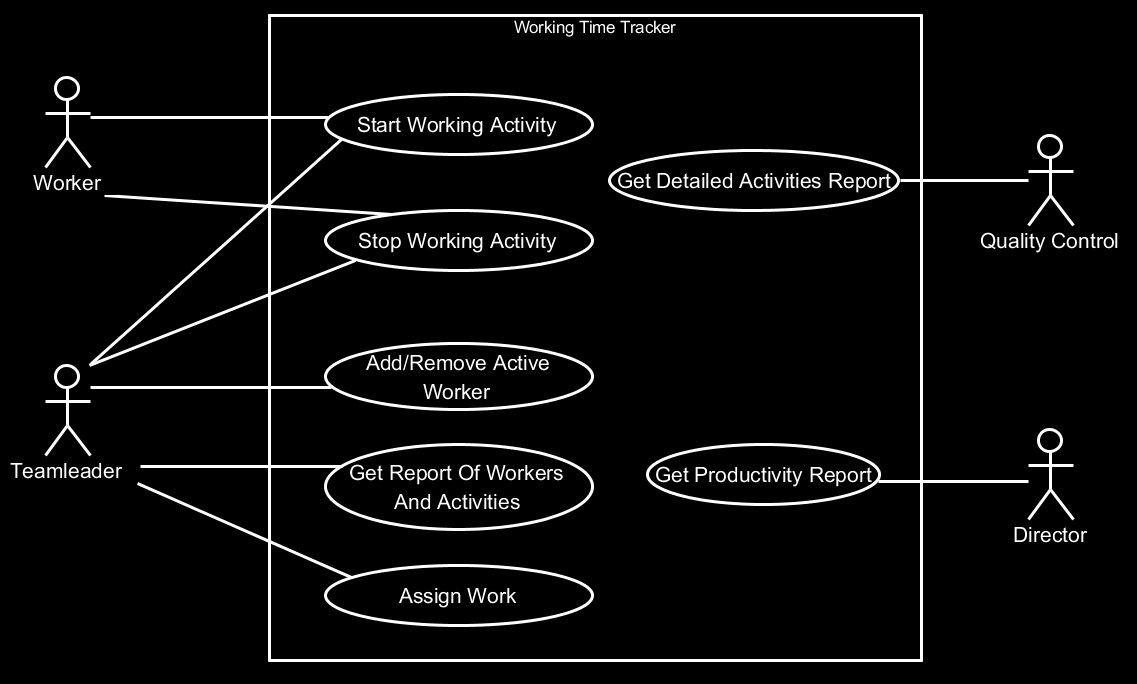 Working Time Tracker
Start Working Activity
Get Detailed Activities Report
Worker
Stop Working Activity
Quality Control
Add/Remove Active
Worker
Teamleader
Get Report Of Workers
And Activities
Get Productivity Report
Director
Assign Work